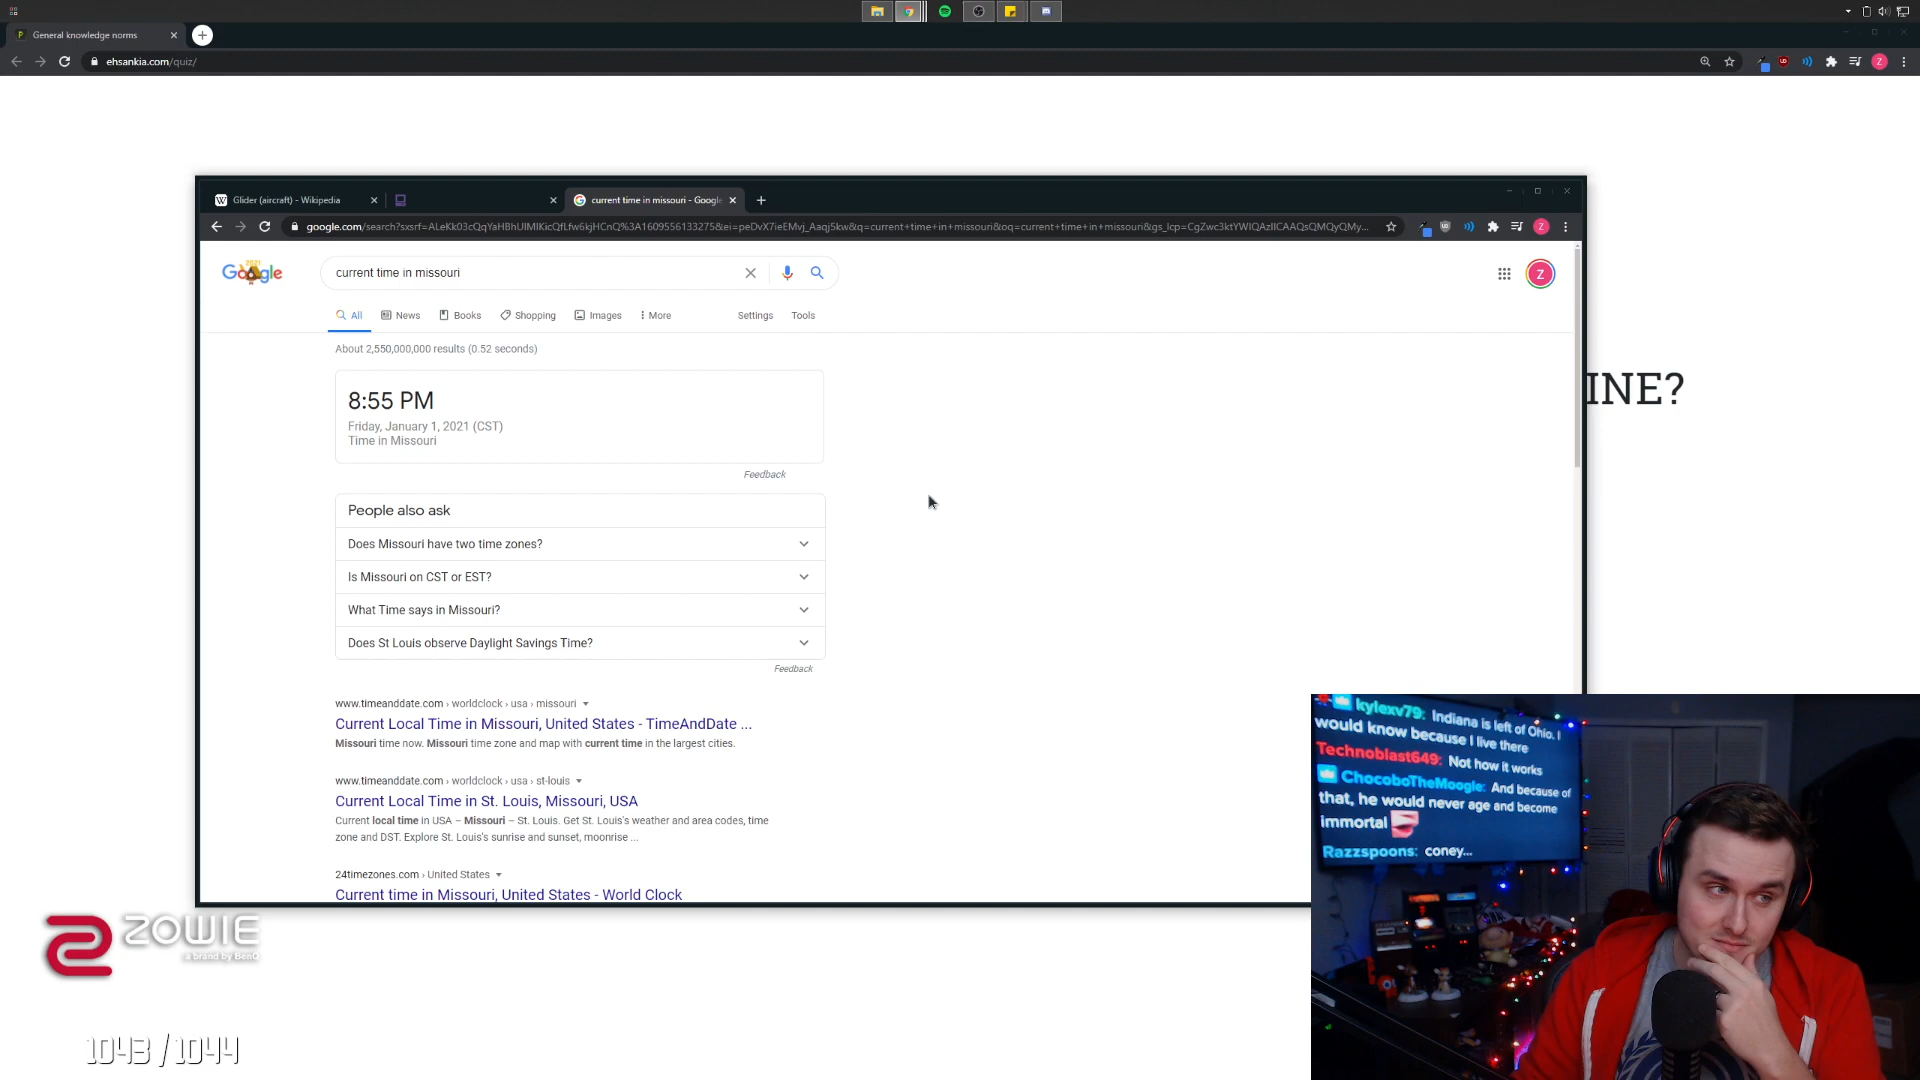 General knowledge norms
ehsankia.com/quiz/
Glider (aircraft) - Wikipedia
current time in missouri - Google
google.com/search?sxsrf=ALeKk03cQqYaHBhUIMIKicQfLfw6kjHCnQ%3A1609556133275&ei=peDvX7ieEMvj_Aaqj5kw&q=current+time+in+missouri&oq=current+time+in+missouri&gs_lcp=CgZwc3ktYWIQAzIICAAQsQMQyQMy...
Google
2021
current time in missouri
Z
All
News
Books
Shopping
Images
More
Settings
Tools
About 2,550,000,000 results (0.52 seconds)
8:55 PM
Friday, January 1, 2021 (CST)
Time in Missouri
Feedback
INE?
People also ask
Does Missouri have two time zones?
Is Missouri on CST or EST?
What Time says in Missouri?
Does St Louis observe Daylight Savings Time?
Feedback
www.timeanddate.com › worldclock › usa › missouri
Current Local Time in Missouri, United States - TimeAndDate ...
Missouri time now. Missouri time zone and map with current time in the largest cities.
www.timeanddate.com › worldclock › usa › st-louis
Current Local Time in St. Louis, Missouri, USA
Current local time in USA – Missouri – St. Louis. Get St. Louis's weather and area codes, time
zone and DST. Explore St. Louis's sunrise and sunset, moonrise ...
24timezones.com › United States
Current time in Missouri, United States - World Clock
kylexv79: Indiana is left of Ohio. I
would know because I live there
Technoblast649: Not how it works
ChocoboTheMoogle: And because of
that, he would never age and become
immortal
Razzspoons: coney...
ZOWIE
a brand by BenQ
1043/1044